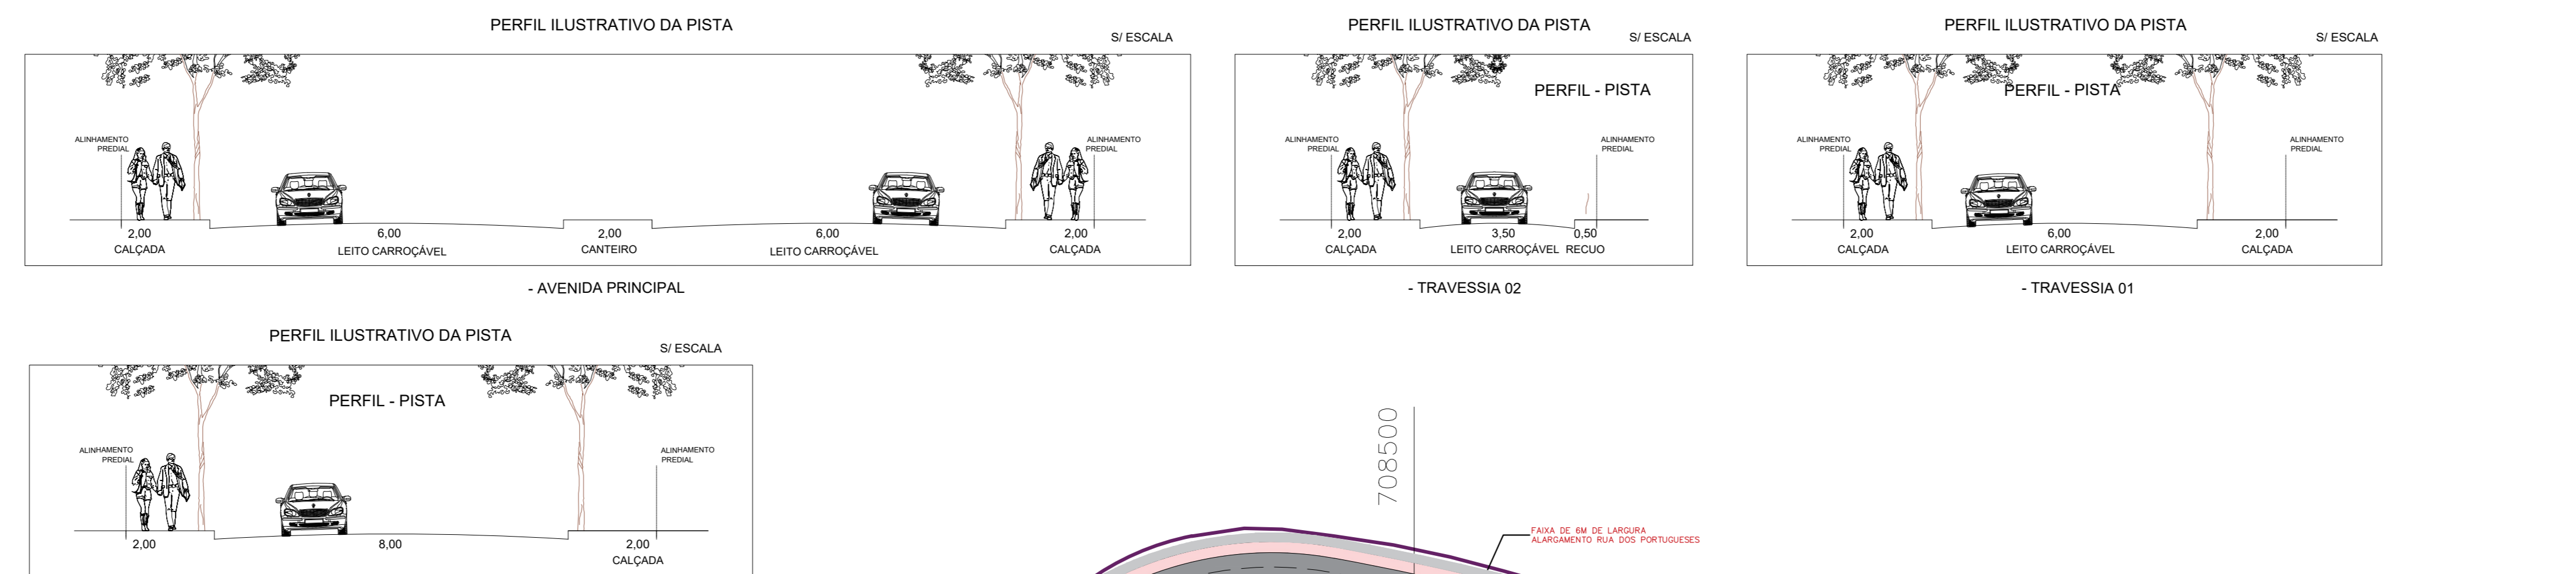 PERFIL ILUSTRATIVO DA PISTA
S/ ESCALA
ALINHAMENTO
PREDIAL
ALINHAMENTO
PREDIAL
2,00
6,00
2,00
6,00
2,00
CALÇADA
LEITO CARROÇÁVEL
CANTEIRO
LEITO CARROÇÁVEL
CALÇADA
- AVENIDA PRINCIPAL
PERFIL ILUSTRATIVO DA PISTA
S/ ESCALA
PERFIL - PISTA
ALINHAMENTO
PREDIAL
ALINHAMENTO
PREDIAL
2,00
3,50
0,50
CALÇADA
LEITO CARROÇÁVEL
RECUO
- TRAVESSIA 02
PERFIL ILUSTRATIVO DA PISTA
S/ ESCALA
PERFIL - PISTA
ALINHAMENTO
PREDIAL
ALINHAMENTO
PREDIAL
2,00
6,00
2,00
CALÇADA
LEITO CARROÇÁVEL
CALÇADA
- TRAVESSIA 01
PERFIL ILUSTRATIVO DA PISTA
S/ ESCALA
PERFIL - PISTA
ALINHAMENTO
PREDIAL
ALINHAMENTO
PREDIAL
2,00
8,00
2,00
CALÇADA
708500
FAIXA DE 6M DE LARGURA
ALARGAMENTO RUA DOS PORTUGUESES